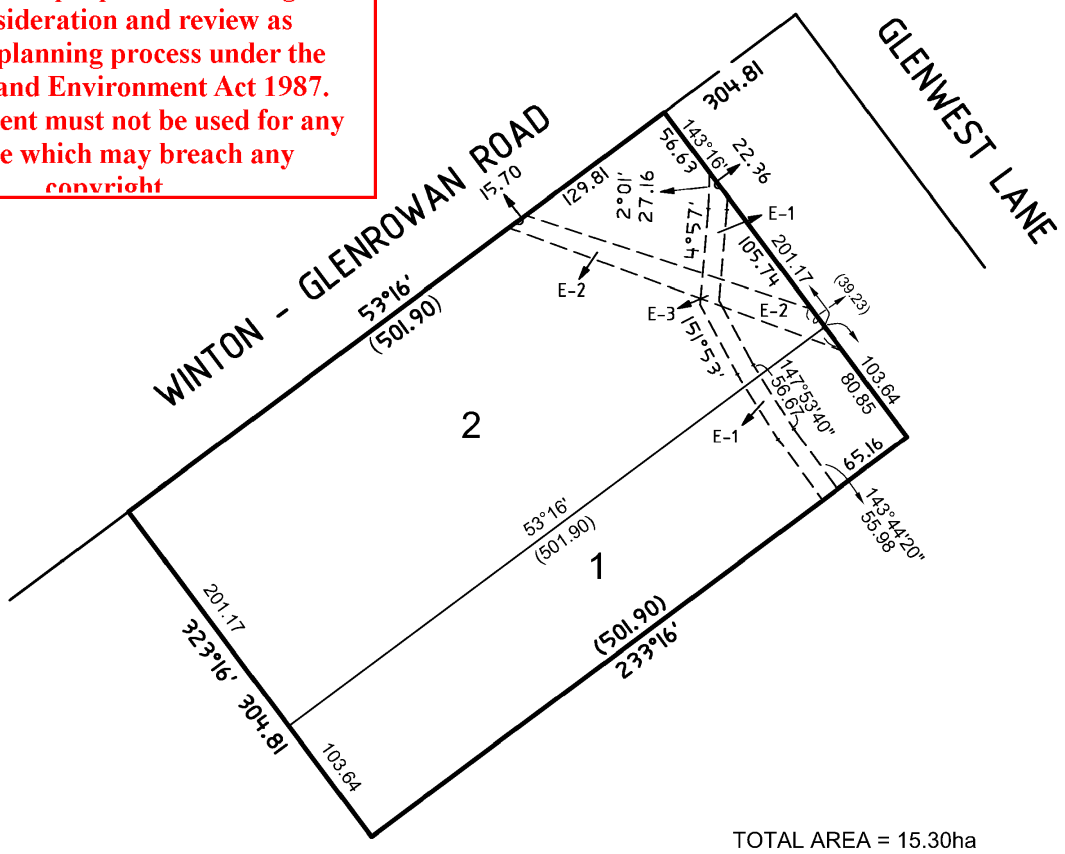 sideration and review as
planning process under the
and Environment Act 1987.
ent must not be used for any
e which may breach any
copyright
GLENWEST LANE
304.81
WINTON - GLENROWAN ROAD
15.70
129.81
143°16'
56.63
22.36
2°01'
27.16
4°57'
E-1
105.74
201.17
(39.23)
53°16'
(501.90)
E-2
E-3
E-2
151°53'
103.64
80.85
147°53'40"
56.67
E-1
65.16
143°44'20"
55.98
2
53°16'
(501.90)
1
(501.90)
233°16'
201.17
323°16' 304.81
103.64
TOTAL AREA = 15.30ha